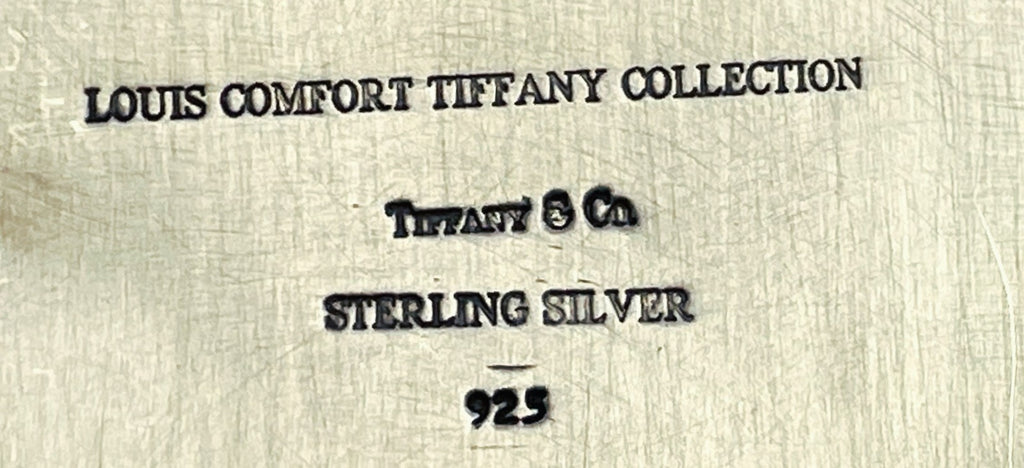 LOUIS COMFORT TIFFANY COLLECTION
TIFFANY & Co.
STERLING SILVER
925